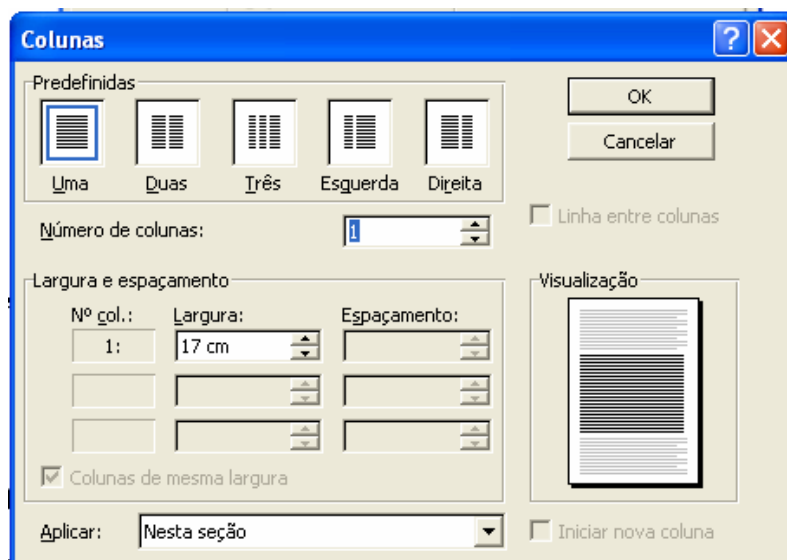 Colunas
Predefinidas
OK
Cancelar
Uma Duas Três Esquerda Direita
Número de colunas: 1
Linha entre colunas
Largura e espaçamento
Visualização
Nº col.: Largura: Espaçamento:
1: 17 cm
Colunas de mesma largura
Aplicar: Nesta seção
Iniciar nova coluna